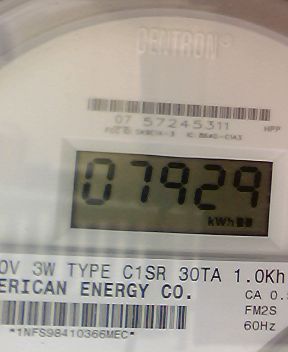 CENTRON®
07 57245311
HPP
07929
kWh
0V 3W TYPE C1SR 30TA 1.0Kh
ERICAN ENERGY CO.
CA 0.
FM2S
60Hz
*1NFS98410366MEC*